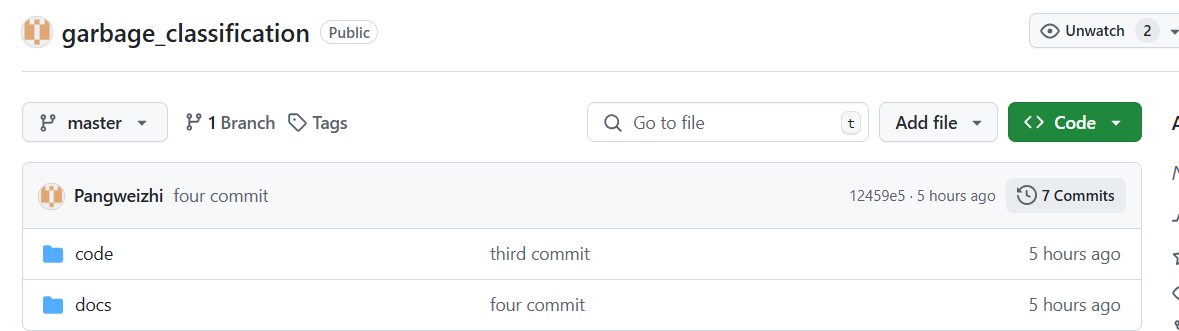 garbage_classification Public Unwatch 2
master 1 Branch Tags Go to file t Add file Code
Pangweizhi four commit 12459e5 · 5 hours ago 7 Commits
code third commit 5 hours ago
docs four commit 5 hours ago